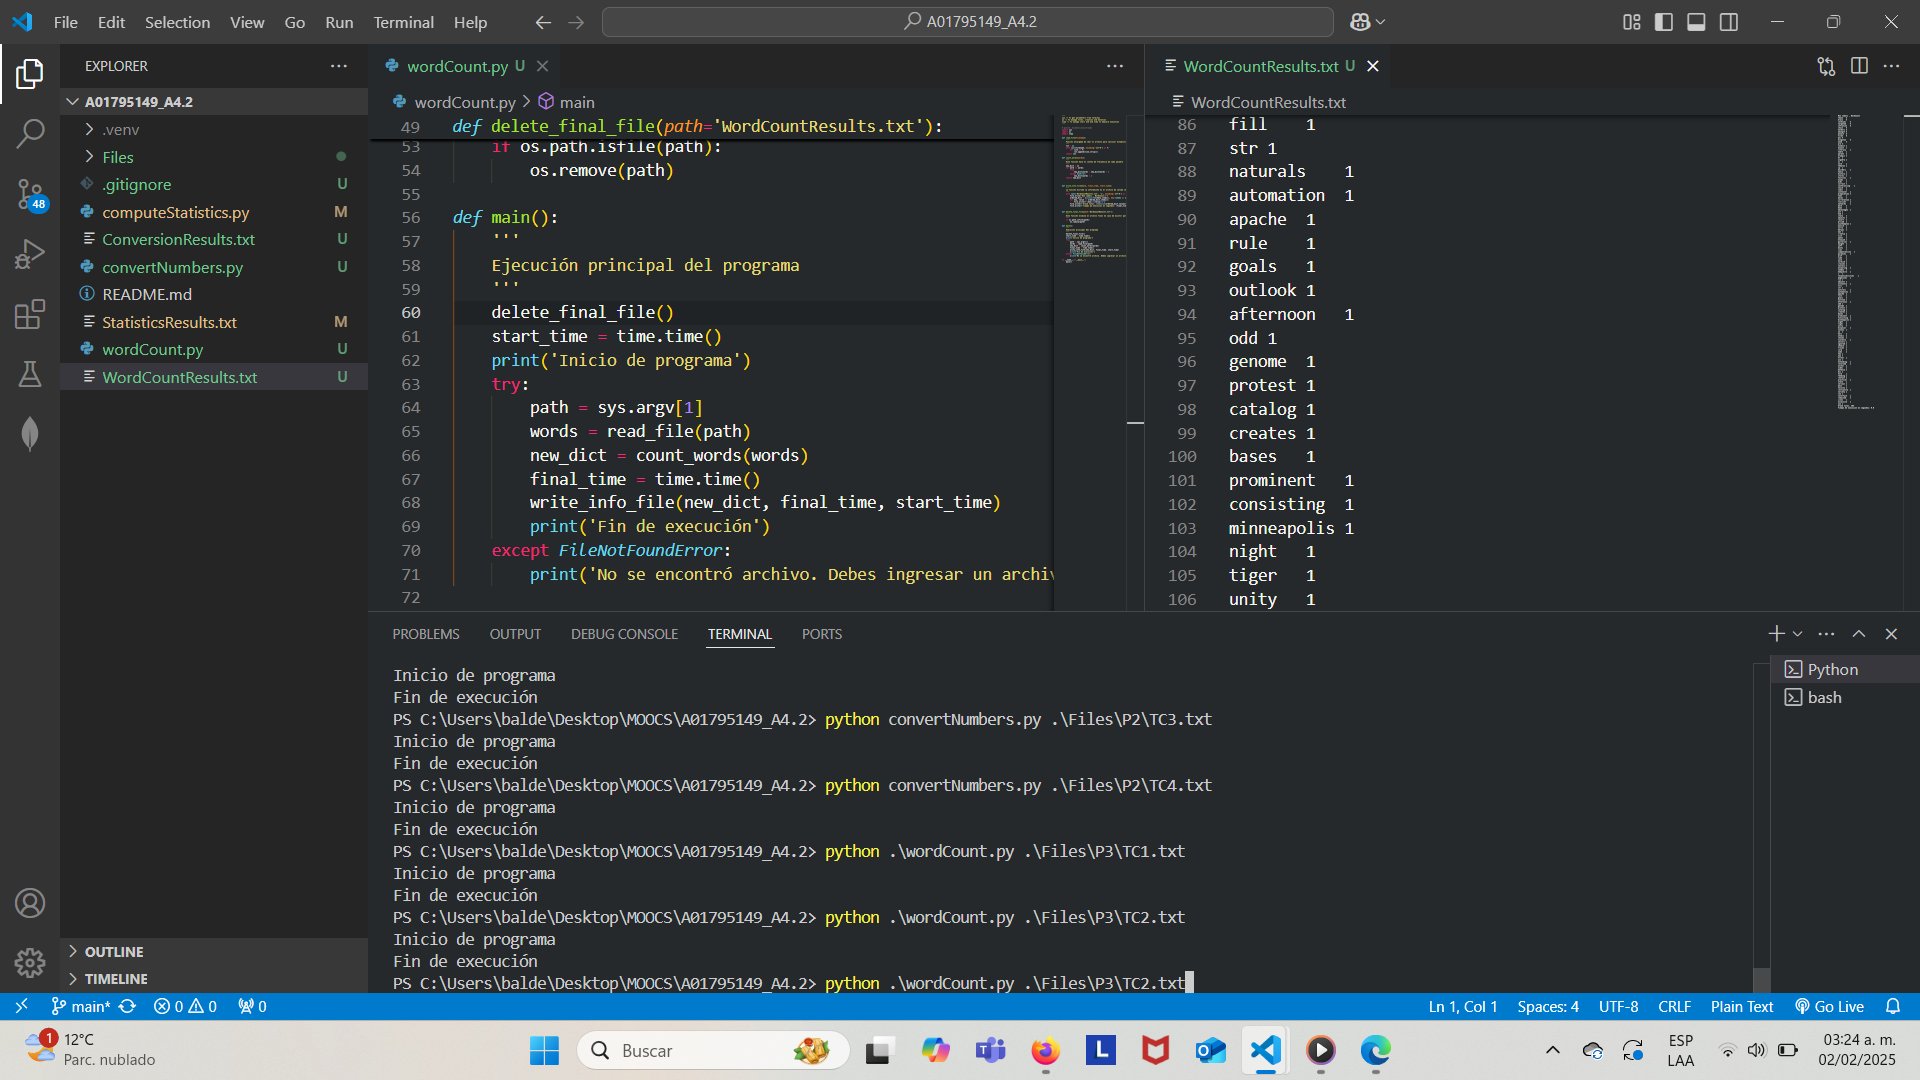 File Edit Selection View Go Run Terminal Help
A01795149_A4.2
EXPLORER
A01795149_A4.2
.venv
Files
.gitignore U
computeStatistics.py M
ConversionResults.txt U
convertNumbers.py U
README.md
StatisticsResults.txt M
wordCount.py U
WordCountResults.txt U
48
OUTLINE
TIMELINE
wordCount.py U
wordCount.py > main
49 def delete_final_file(path='WordCountResults.txt'):
53 if os.path.isfile(path):
54 os.remove(path)
55
56 def main():
57 '''
58 Ejecución principal del programa
59 '''
60 delete_final_file()
61 start_time = time.time()
62 print('Inicio de programa')
63 try:
64 path = sys.argv[1]
65 words = read_file(path)
66 new_dict = count_words(words)
67 final_time = time.time()
68 write_info_file(new_dict, final_time, start_time)
69 print('Fin de execución')
70 except FileNotFoundError:
71 print('No se encontró archivo. Debes ingresar un archiv
72
WordCountResults.txt U
WordCountResults.txt
86 fill 1
87 str 1
88 naturals 1
89 automation 1
90 apache 1
91 rule 1
92 goals 1
93 outlook 1
94 afternoon 1
95 odd 1
96 genome 1
97 protest 1
98 catalog 1
99 creates 1
100 bases 1
101 prominent 1
102 consisting 1
103 minneapolis 1
104 night 1
105 tiger 1
106 unity 1
PROBLEMS OUTPUT DEBUG CONSOLE TERMINAL PORTS
Inicio de programa
Fin de execución
PS C:\Users\balde\Desktop\MOOCS\A01795149_A4.2> python convertNumbers.py .\Files\P2\TC3.txt
Inicio de programa
Fin de execución
PS C:\Users\balde\Desktop\MOOCS\A01795149_A4.2> python convertNumbers.py .\Files\P2\TC4.txt
Inicio de programa
Fin de execución
PS C:\Users\balde\Desktop\MOOCS\A01795149_A4.2> python .\wordCount.py .\Files\P3\TC1.txt
Inicio de programa
Fin de execución
PS C:\Users\balde\Desktop\MOOCS\A01795149_A4.2> python .\wordCount.py .\Files\P3\TC2.txt
Inicio de programa
Fin de execución
PS C:\Users\balde\Desktop\MOOCS\A01795149_A4.2> python .\wordCount.py .\Files\P3\TC2.txt
Python
bash
main* 0 0 0
Ln 1, Col 1 Spaces: 4 UTF-8 CRLF Plain Text Go Live
1
12°C
Parc. nublado
Buscar
L
ESP
LAA
03:24 a. m.
02/02/2025